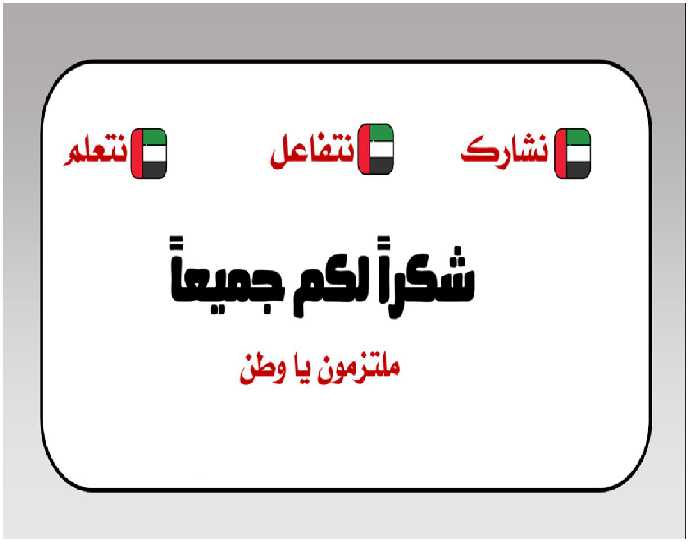 نشارك نتفاعل نتعلم
شكراً لكم جميعاً
ملتزمون يا وطن